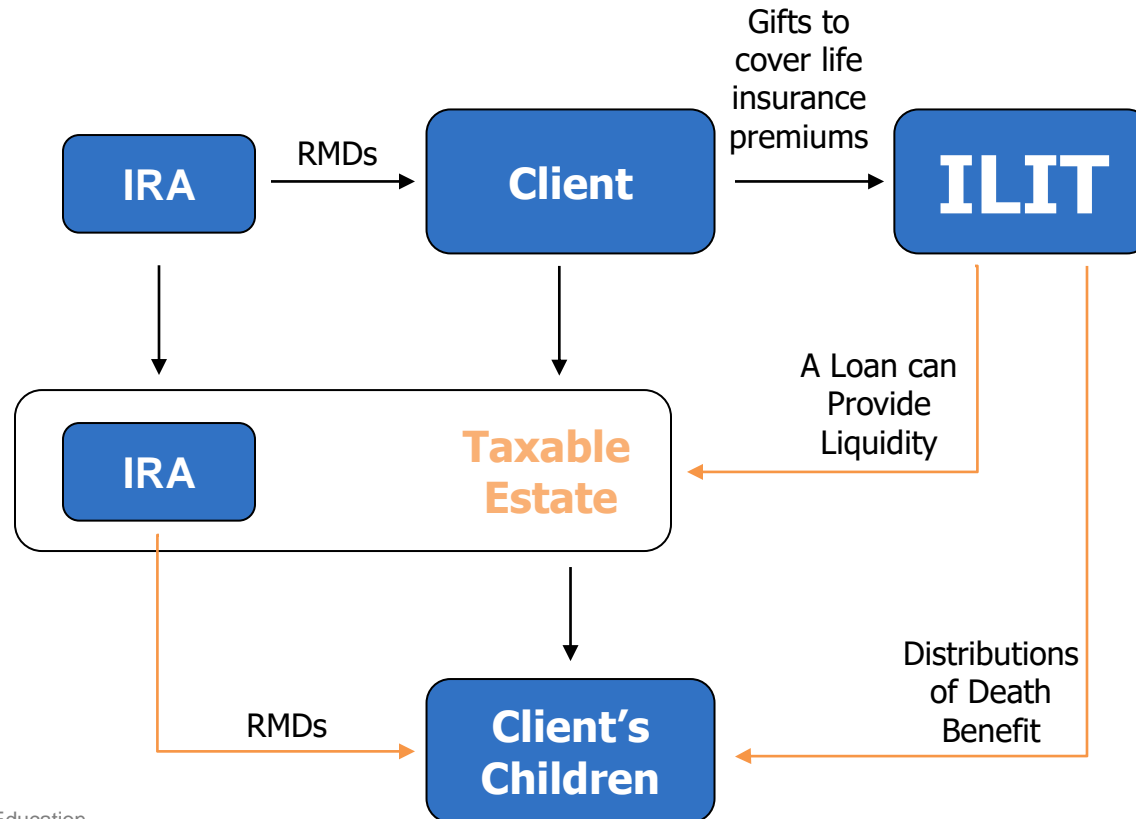 Gifts to
cover life
insurance
premiums
IRA
RMDs
Client
ILIT
A Loan can
Provide
Liquidity
IRA
Taxable
Estate
Distributions
of Death
Benefit
RMDs
Client’s
Children
Education